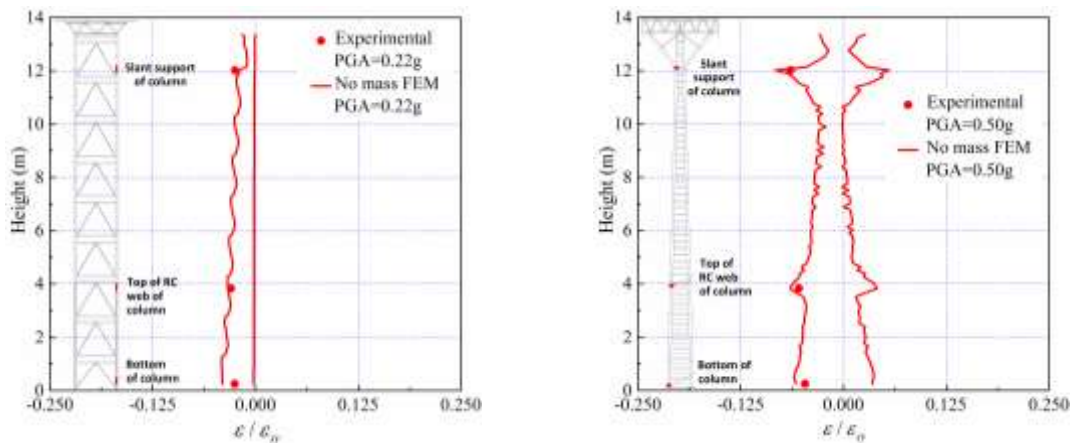 14
12
10
8
6
4
2
0
Height (m)
Slant support
of column
Top of RC
web of
column
Bottom
of column
Experimental
PGA=0.22g
No mass FEM
PGA=0.22g
-0.250
-0.125
0.000
0.125
0.250
ε / ε
14
12
10
8
6
4
2
0
Height (m)
Slant
support
of column
Top of
RC web
of column
Bottom of
column
Experimental
PGA=0.50g
No mass FEM
PGA=0.50g
-0.250
-0.125
0.000
0.125
0.250
ε / ε